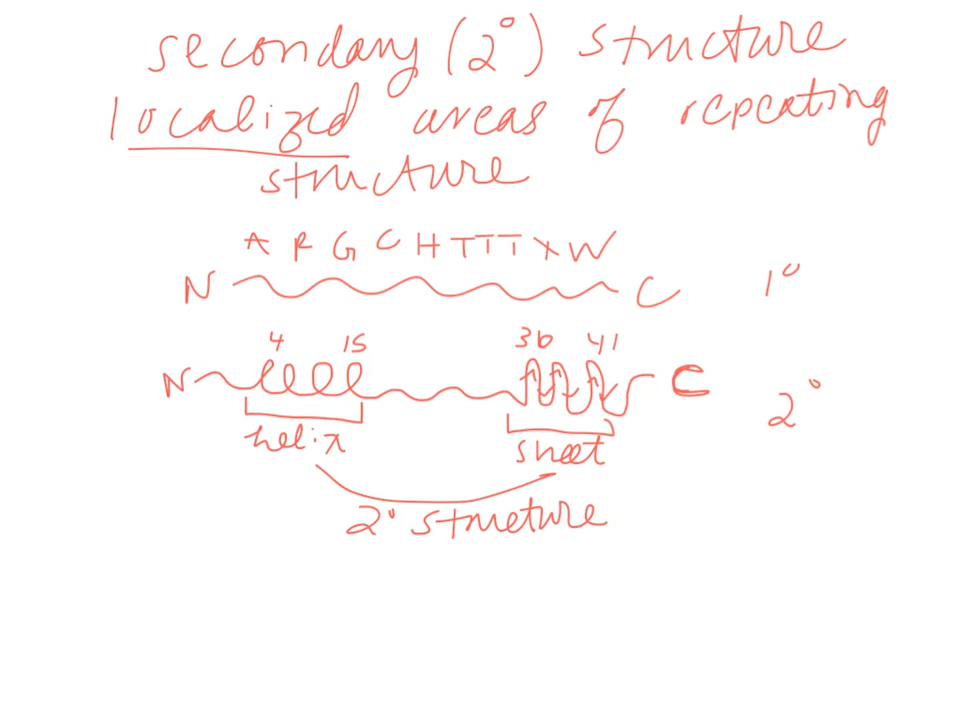 secondary (2°) structure
localized areas of repeating
structure
A R G C H T T T X W
N C 1°
4 15 36 41
N C 2°
helix sheet
2° structure